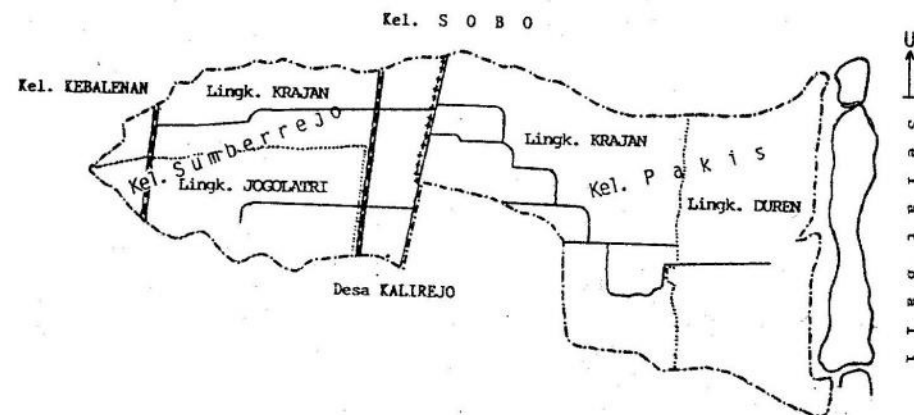 Kel. S O B O
U
Kel. KEBALENAN
Lingk. KRAJAN
Kel. Sumberrejo
Lingk. JOGOLATRI
Lingk. KRAJAN
Kel. P a k i s
Lingk. DUREN
S e l a t B a l i
Desa KALIREJO